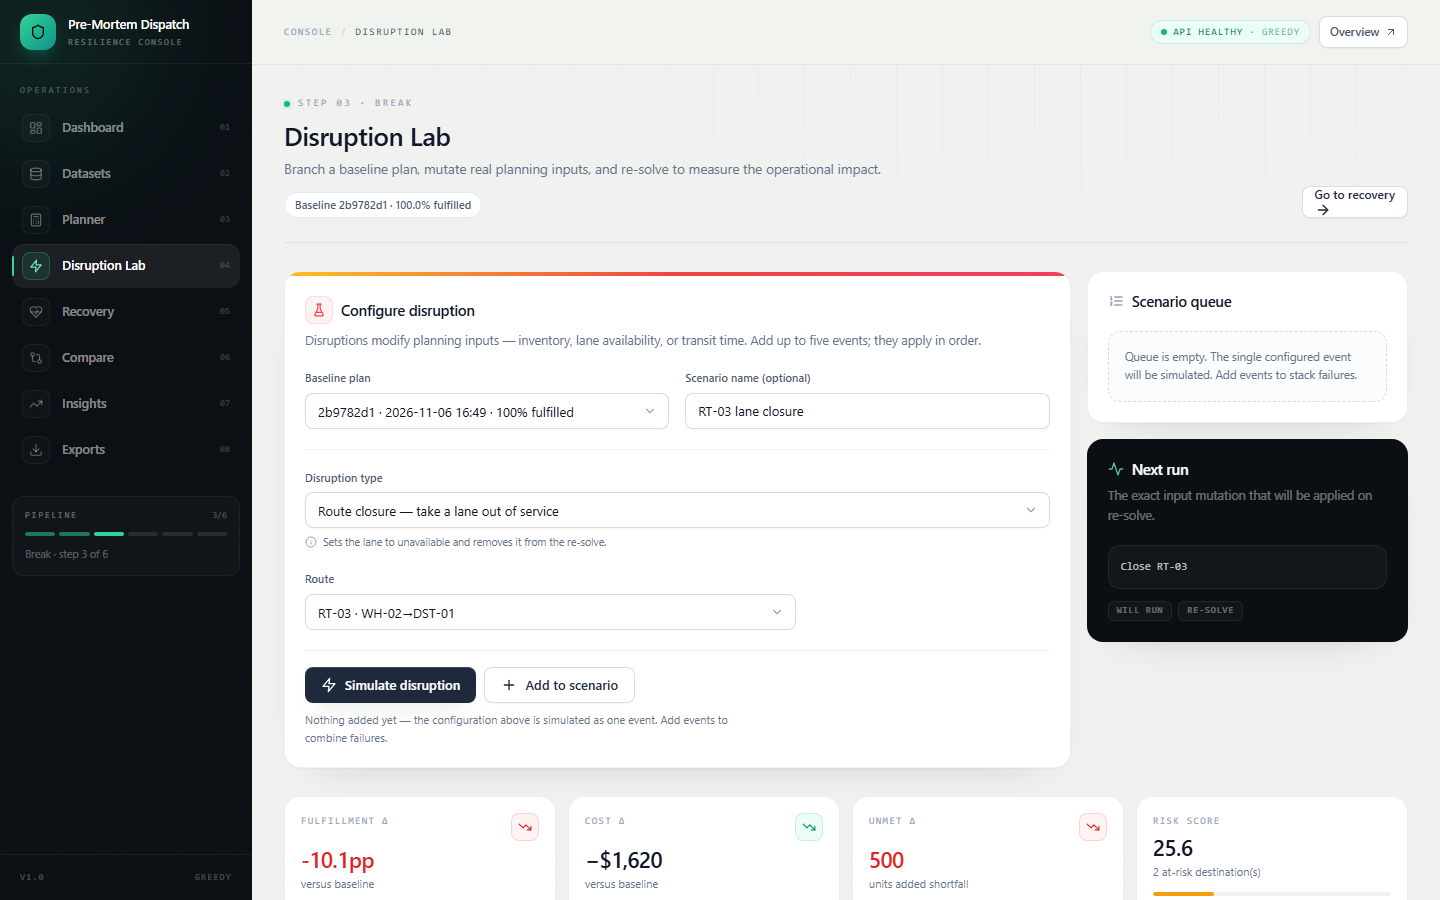 Pre-Mortem Dispatch
RESILIENCE CONSOLE
OPERATIONS
Dashboard 01
Datasets 02
Planner 03
Disruption Lab 04
Recovery 05
Compare 06
Insights 07
Exports 08
PIPELINE 3/6
Break · step 3 of 6
V1.0 GREEDY
CONSOLE / DISRUPTION LAB
API HEALTHY · GREEDY
Overview
STEP 03 · BREAK
Disruption Lab
Branch a baseline plan, mutate real planning inputs, and re-solve to measure the operational impact.
Baseline 2b9782d1 · 100.0% fulfilled
Go to recovery
→
Configure disruption
Disruptions modify planning inputs — inventory, lane availability, or transit time. Add up to five events; they apply in order.
Baseline plan
2b9782d1 · 2026-11-06 16:49 · 100% fulfilled
Scenario name (optional)
RT-03 lane closure
Disruption type
Route closure — take a lane out of service
Sets the lane to unavailable and removes it from the re-solve.
Route
RT-03 · WH-02→DST-01
Simulate disruption
Add to scenario
Nothing added yet — the configuration above is simulated as one event. Add events to
combine failures.
Scenario queue
Queue is empty. The single configured event
will be simulated. Add events to stack failures.
Next run
The exact input mutation that will be applied on
re-solve.
Close RT-03
WILL RUN RE-SOLVE
FULFILLMENT Δ
-10.1pp
versus baseline
COST Δ
−$1,620
versus baseline
UNMET Δ
500
units added shortfall
RISK SCORE
25.6
2 at-risk destination(s)